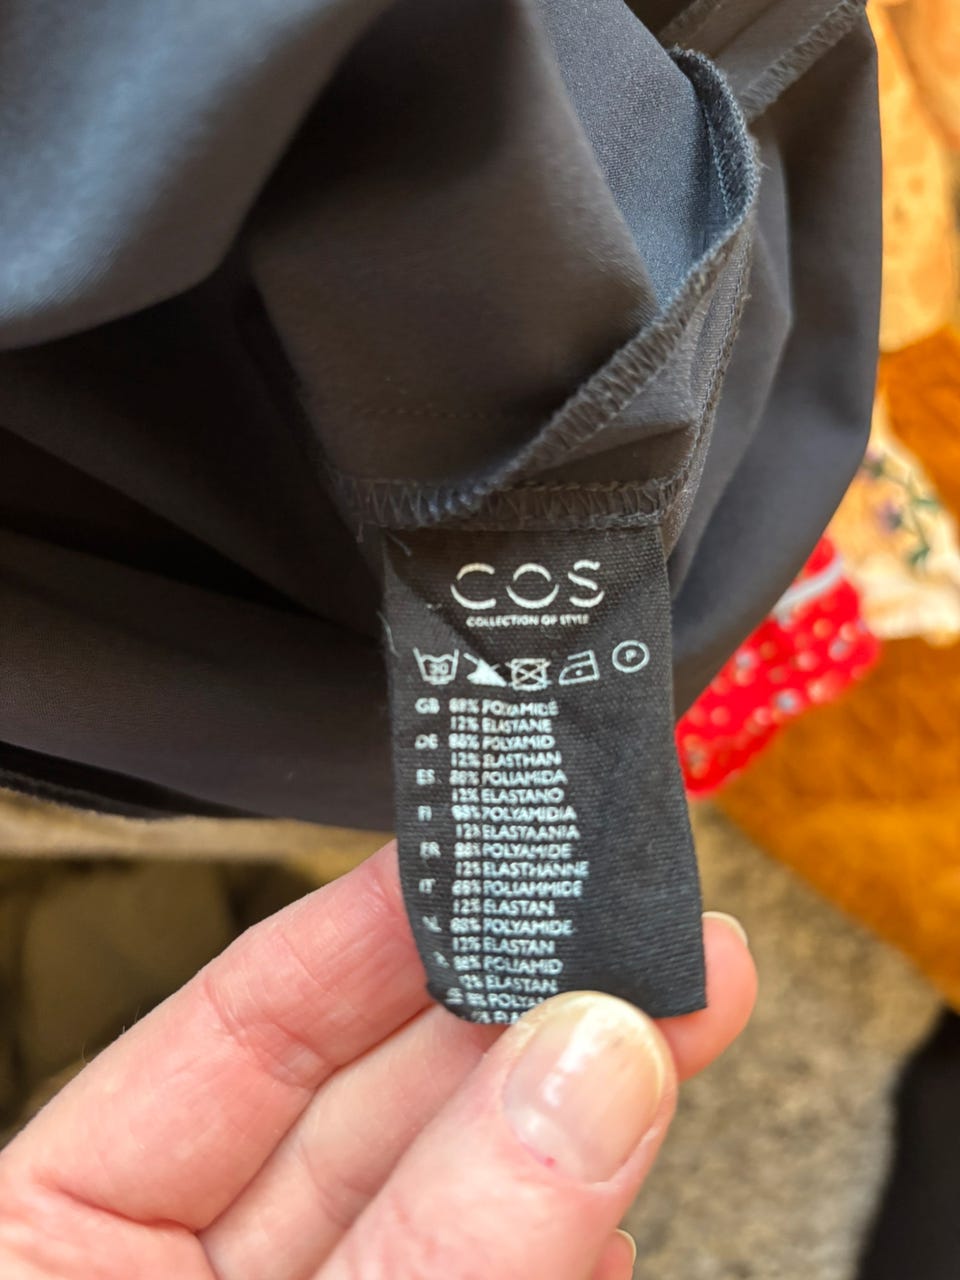 COS
COLLECTION OF STYLE
30 P
GB 88% POLYAMIDE
12% ELASTANE
DE 88% POLYAMID
12% ELASTHAN
ES 88% POLIAMIDA
12% ELASTANO
FI 88% POLYAMIDIA
12% ELASTAANIA
FR 88% POLYAMIDE
12% ELASTHANNE
IT 88% POLIAMMIDE
12% ELASTAN
NL 88% POLYAMIDE
12% ELASTAN
88% POLIAMID
12% ELASTAN